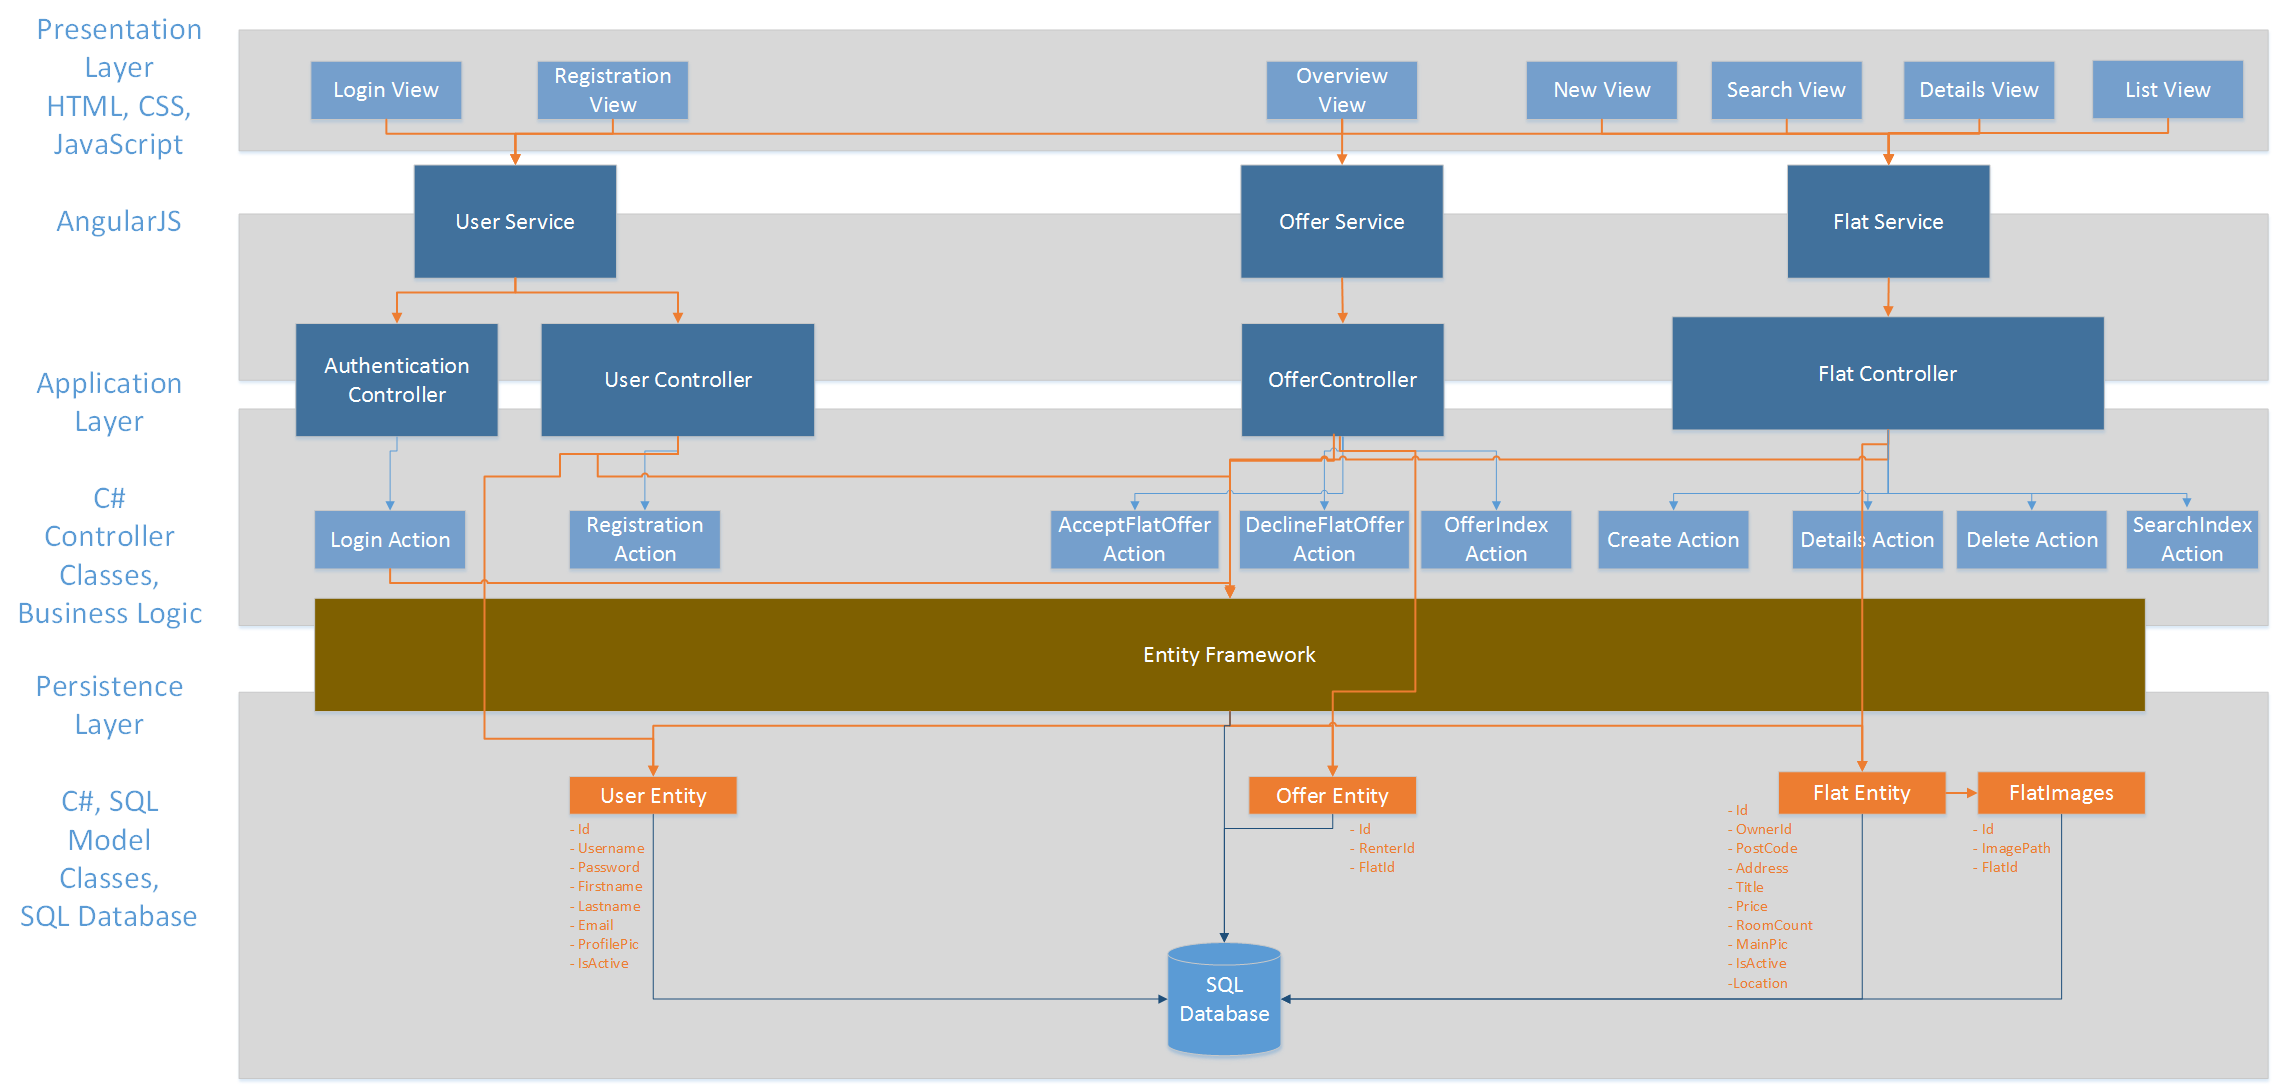 Presentation
Layer
HTML, CSS,
JavaScript
Login View
Registration
View
Overview
View
New View
Search View
Details View
List View
AngularJS
User Service
Offer Service
Flat Service
Application
Layer
Authentication
Controller
User Controller
OfferController
Flat Controller
C#
Controller
Classes,
Business Logic
Login Action
Registration
Action
AcceptFlatOffer
Action
DeclineFlatOffer
Action
OfferIndex
Action
Create Action
Details Action
Delete Action
SearchIndex
Action
Entity Framework
Persistence
Layer
C#, SQL
Model
Classes,
SQL Database
User Entity
- Id
- Username
- Password
- Firstname
- Lastname
- Email
- ProfilePic
- IsActive
Offer Entity
- Id
- RenterId
- FlatId
Flat Entity
- Id
- OwnerId
- PostCode
- Address
- Title
- Price
- RoomCount
- MainPic
- IsActive
-Location
FlatImages
- Id
- ImagePath
- FlatId
SQL
Database